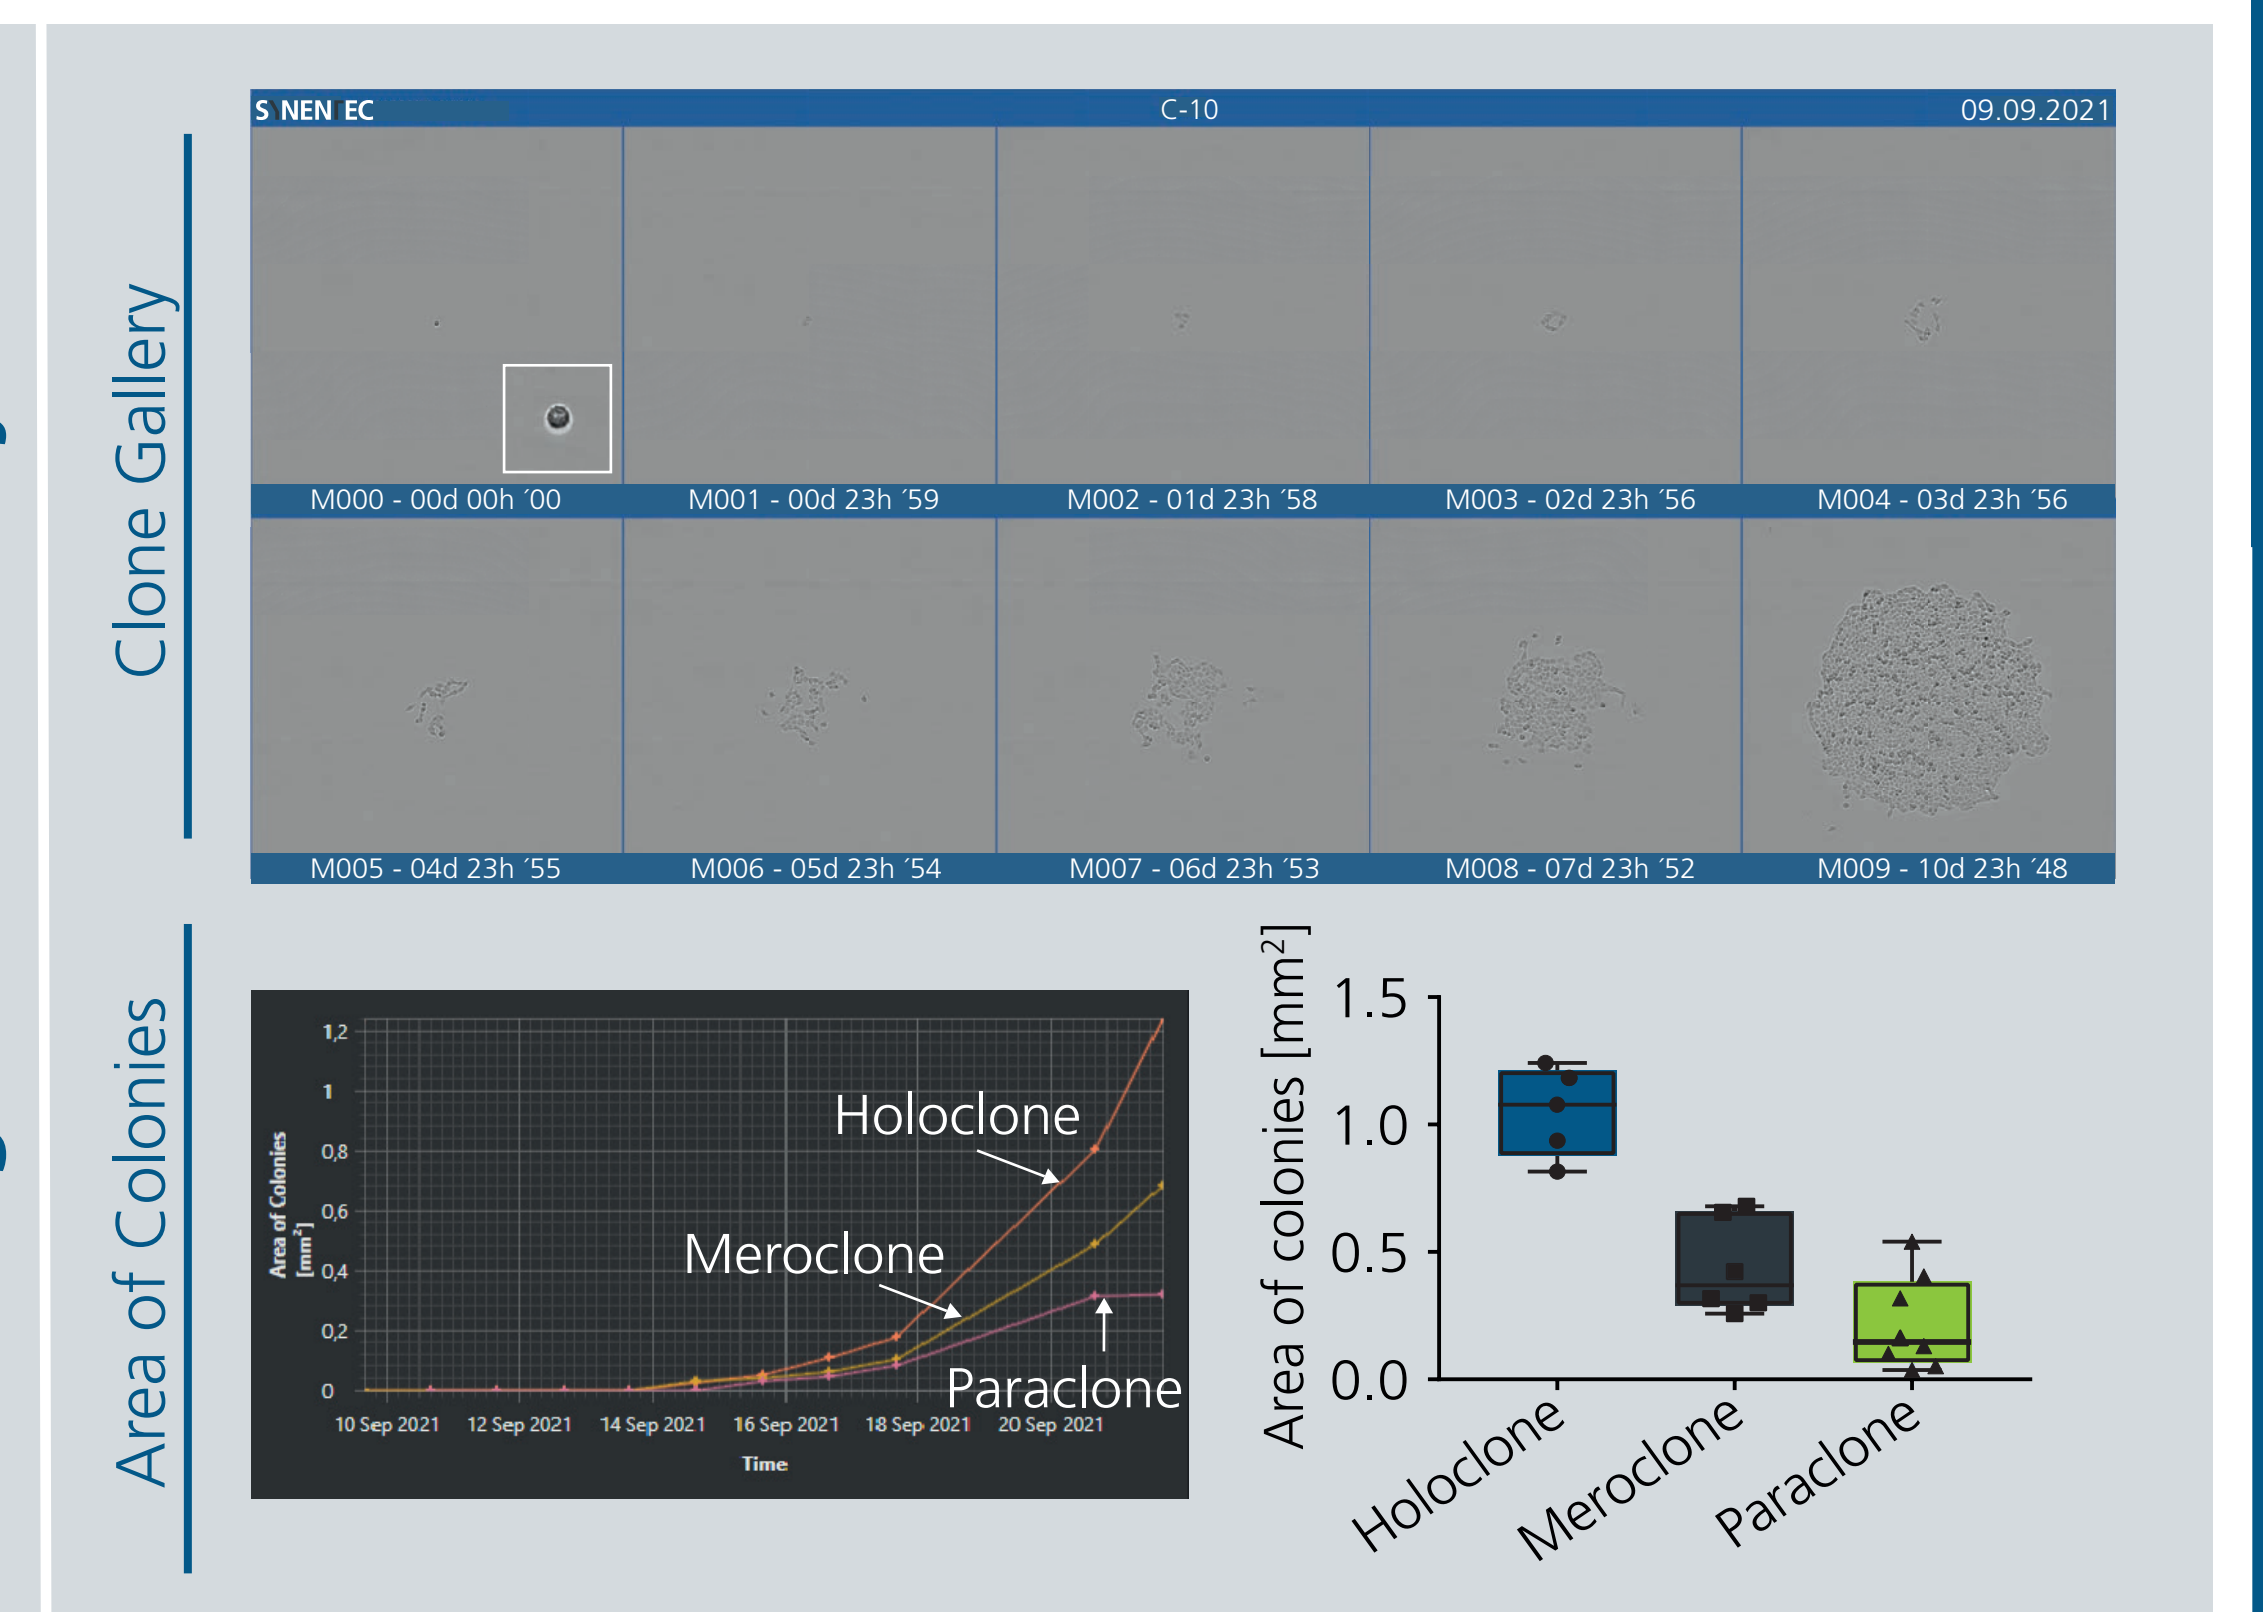 Clone Gallery
SYNENTEC
C-10
09.09.2021
M000 - 00d 00h ´00
M001 - 00d 23h ´59
M002 - 01d 23h ´58
M003 - 02d 23h ´56
M004 - 03d 23h ´56
M005 - 04d 23h ´55
M006 - 05d 23h ´54
M007 - 06d 23h ´53
M008 - 07d 23h ´52
M009 - 10d 23h ´48
Area of Colonies
Area of Colonies
[mm²]
1,2
1
0,8
0,6
0,4
0,2
0
Holoclone
Meroclone
Paraclone
10 Sep 2021
12 Sep 2021
14 Sep 2021
16 Sep 2021
18 Sep 2021
20 Sep 2021
Time
Area of colonies [mm²]
1.5
1.0
0.5
0.0
Holoclone
Meroclone
Paraclone